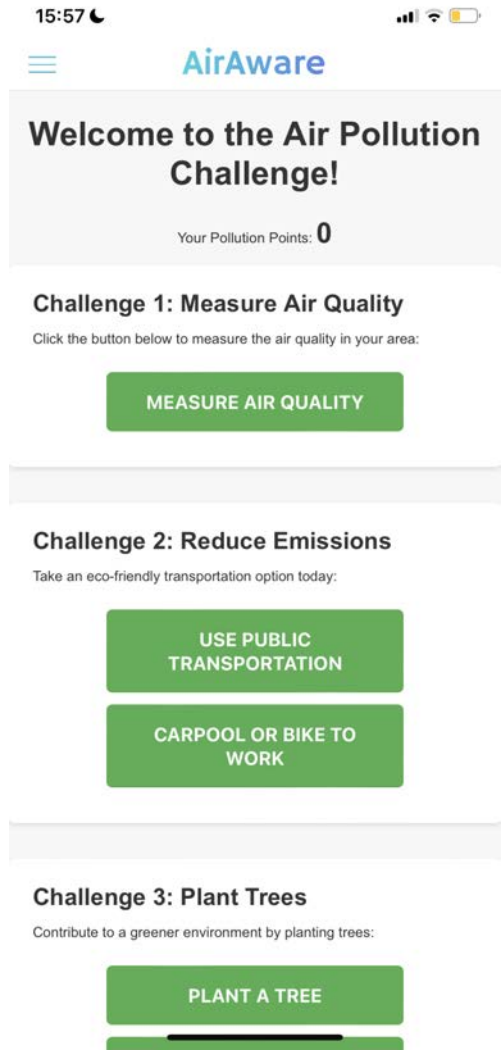 15:57
AirAware
Welcome to the Air Pollution
Challenge!
Your Pollution Points: 0
Challenge 1: Measure Air Quality
Click the button below to measure the air quality in your area:
MEASURE AIR QUALITY
Challenge 2: Reduce Emissions
Take an eco-friendly transportation option today:
USE PUBLIC
TRANSPORTATION
CARPOOL OR BIKE TO
WORK
Challenge 3: Plant Trees
Contribute to a greener environment by planting trees:
PLANT A TREE